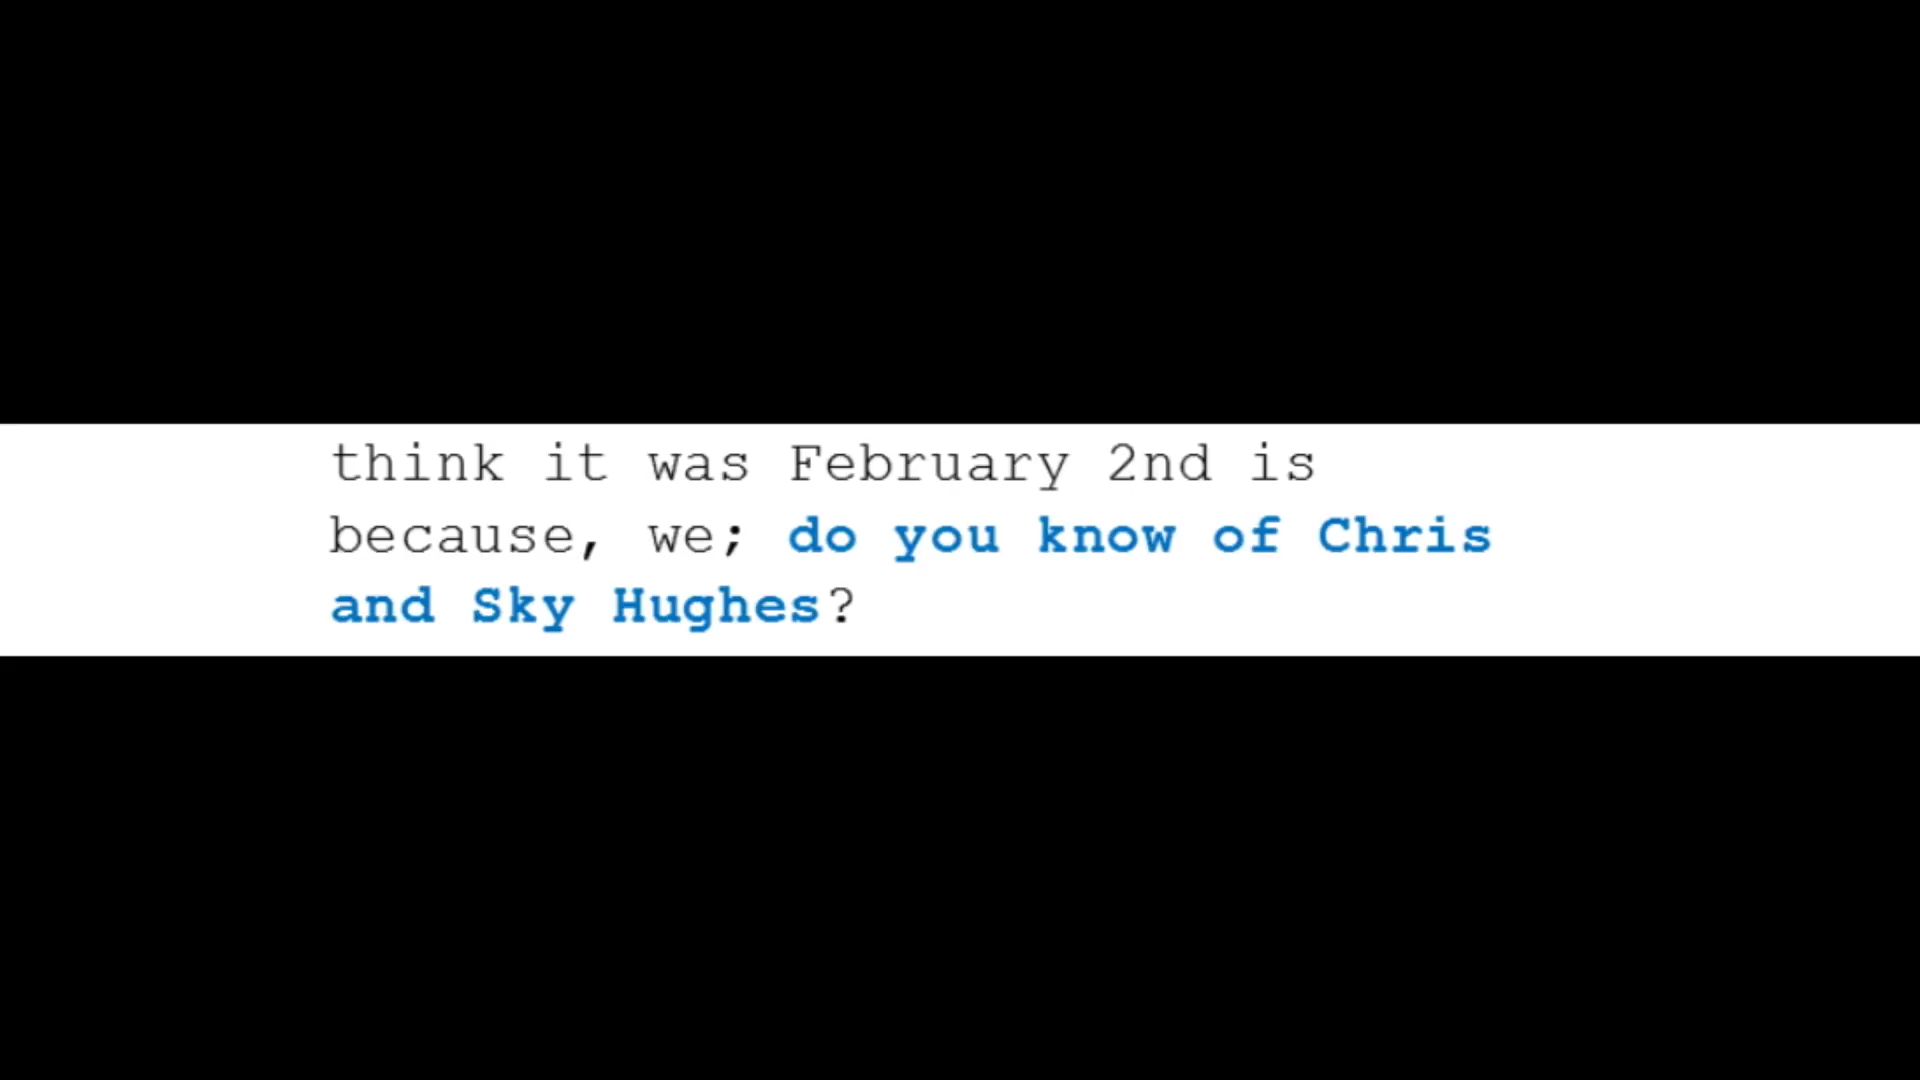 think it was February 2nd is
because, we; do you know of Chris
and Sky Hughes?